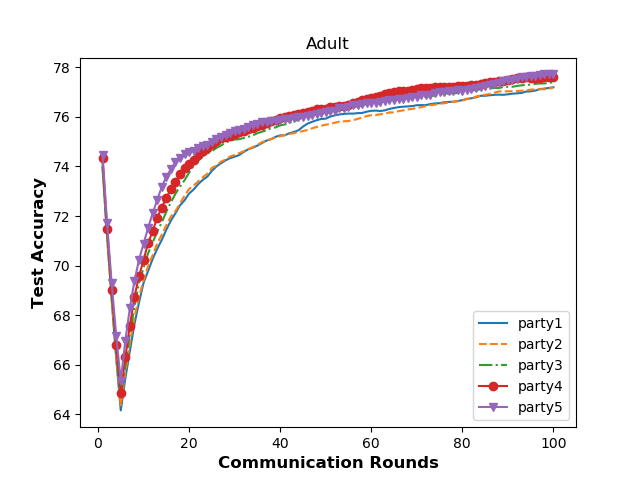 Adult
Test Accuracy
78
76
74
72
70
68
66
64
party1
party2
party3
party4
party5
0 20 40 60 80 100
Communication Rounds